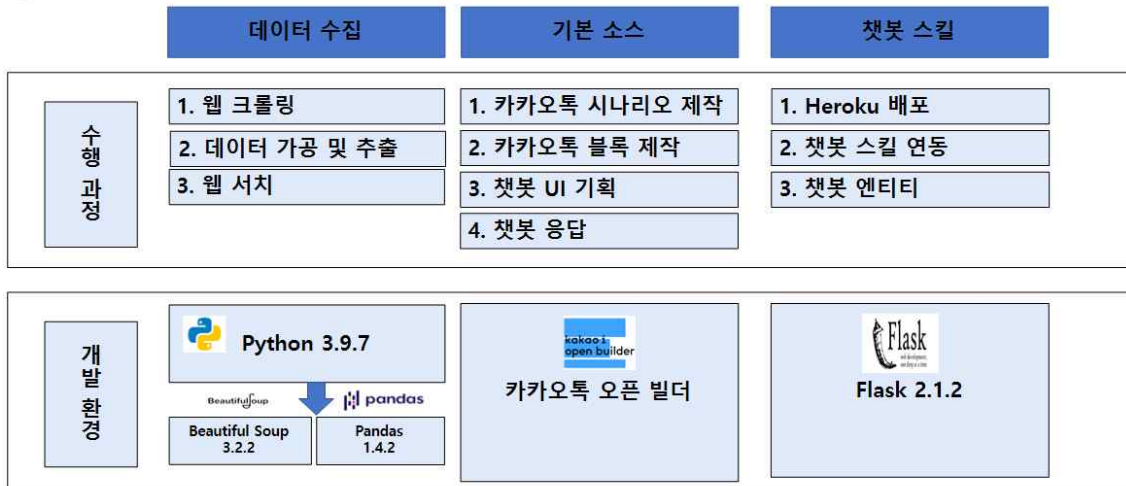 데이터 수집
기본 소스
챗봇 스킬
수행 과정
1. 웹 크롤링
2. 데이터 가공 및 추출
3. 웹 서치
1. 카카오톡 시나리오 제작
2. 카카오톡 블록 제작
3. 챗봇 UI 기획
4. 챗봇 응답
1. Heroku 배포
2. 챗봇 스킬 연동
3. 챗봇 엔티티
개발 환경
Python 3.9.7
BeautifulSoup
pandas
Beautiful Soup
3.2.2
Pandas
1.4.2
kakao i
open builder
카카오톡 오픈 빌더
Flask
web development,
one drop at a time
Flask 2.1.2